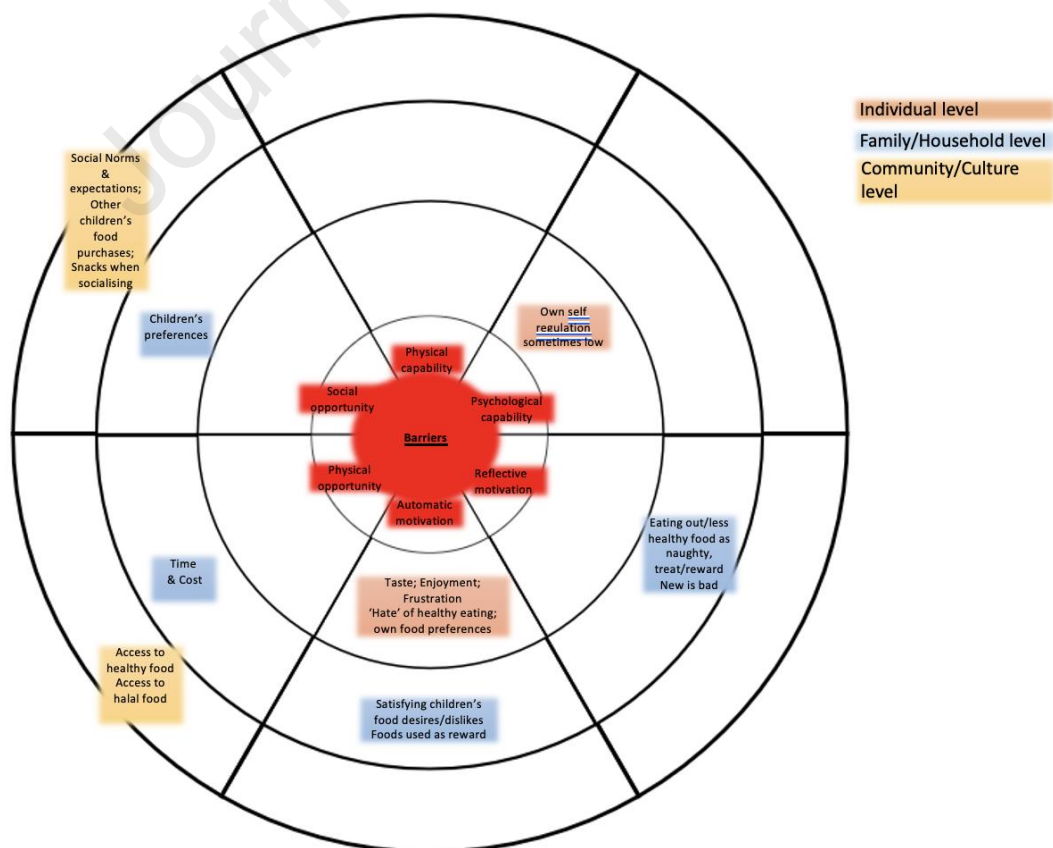 Journ
Individual level
Family/Household level
Community/Culture
level
Social Norms
&
expectations;
Other
children's
food
purchases;
Snacks when
socialising
Children's
preferences
Own self
regulation
sometimes low
Physical
capability
Social
opportunity
Psychological
capability
Barriers
Physical
opportunity
Reflective
motivation
Automatic
motivation
Eating out/less
healthy food as
naughty,
treat/reward
New is bad
Time
& Cost
Taste; Enjoyment;
Frustration
'Hate' of healthy eating;
own food preferences
Access to
healthy food
Access to
halal food
Satisfying children's
food desires/dislikes
Foods used as reward